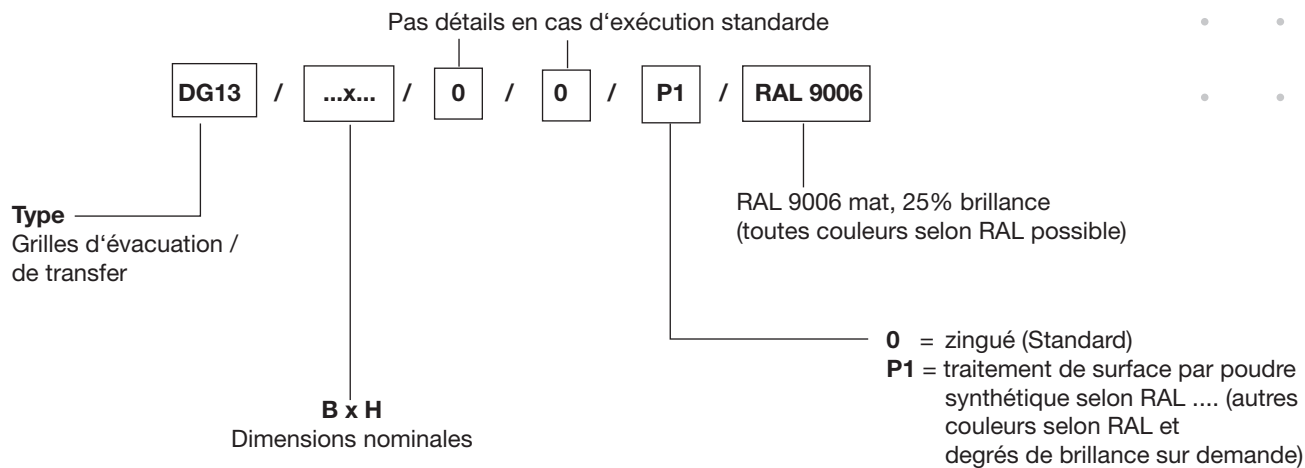 Pas détails en cas d‘exécution standarde
DG13 / ...x... / 0 / 0 / P1 / RAL 9006
RAL 9006 mat, 25% brillance
(toutes couleurs selon RAL possible)
Type
Grilles d‘évacuation /
de transfer
0 = zingué (Standard)
P1 = traitement de surface par poudre
synthétique selon RAL .... (autres
couleurs selon RAL et
degrés de brillance sur demande)
B x H
Dimensions nominales